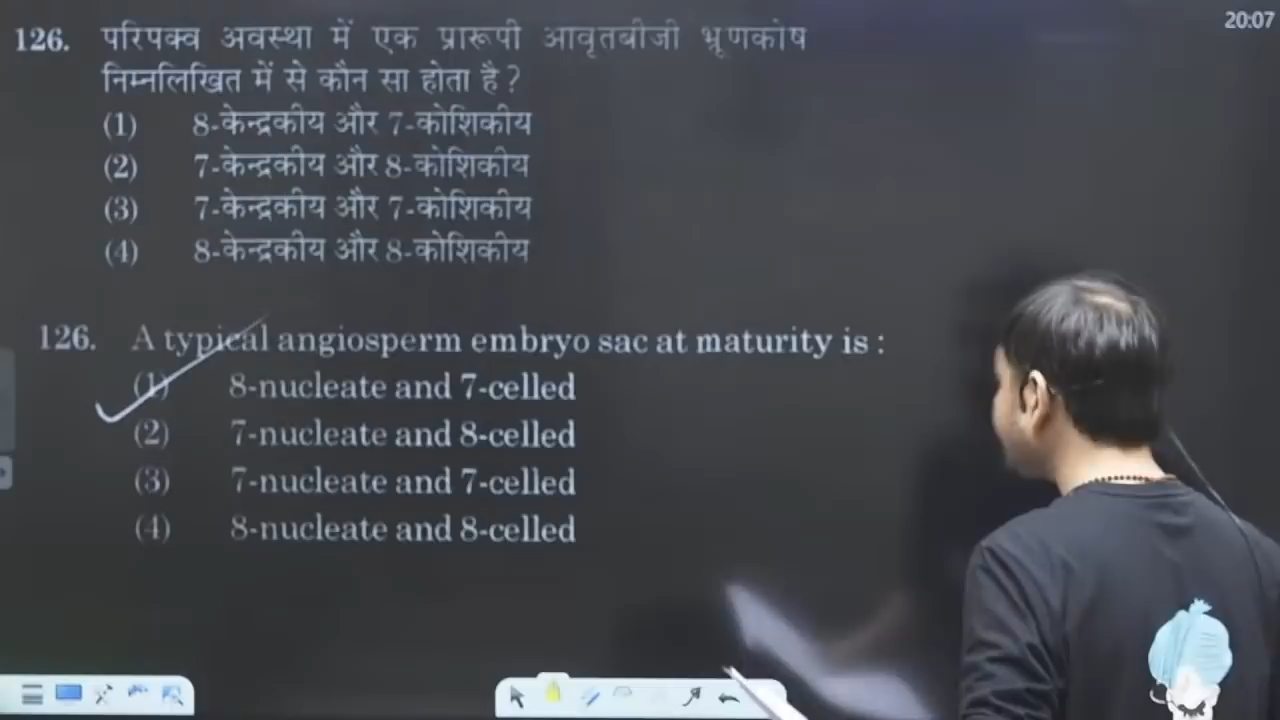 20:07
126. परिपक्व अवस्था में एक प्रारूपी आवृतबीजी भ्रूणकोष
निम्नलिखित में से कौन सा होता है ?
(1) 8-केन्द्रकीय और 7-कोशिकीय
(2) 7-केन्द्रकीय और 8-कोशिकीय
(3) 7-केन्द्रकीय और 7-कोशिकीय
(4) 8-केन्द्रकीय और 8-कोशिकीय
126. A typical angiosperm embryo sac at maturity is :
(1) 8-nucleate and 7-celled
(2) 7-nucleate and 8-celled
(3) 7-nucleate and 7-celled
(4) 8-nucleate and 8-celled